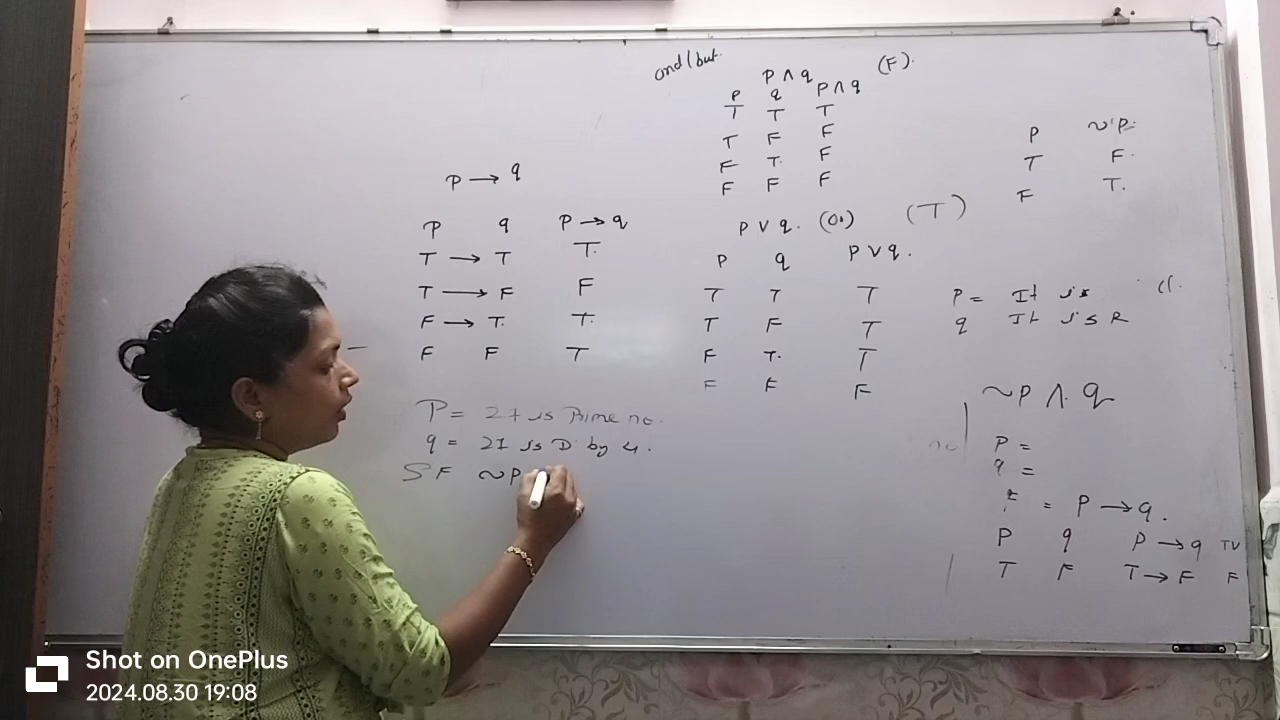 and/but.
P ∧ q (F).
P q P ∧ q
T T T
T F F
F T. F
F F F
P ~P.
T F.
F T.
P → q
P q P → q
T → T T.
T → F F
F → T. T.
F F T
P ∨ q. (Or) (T)
P q P ∨ q.
T T T
T F T
F T. T
F F F
P = It is
q It is R
~P ∧ q
P =
q =
= P → q.
P q P → q TV
T F T → F F
P = 27 is Prime no.
q = 27 is D by 4.
SF ~P
Shot on OnePlus
2024.08.30 19:08